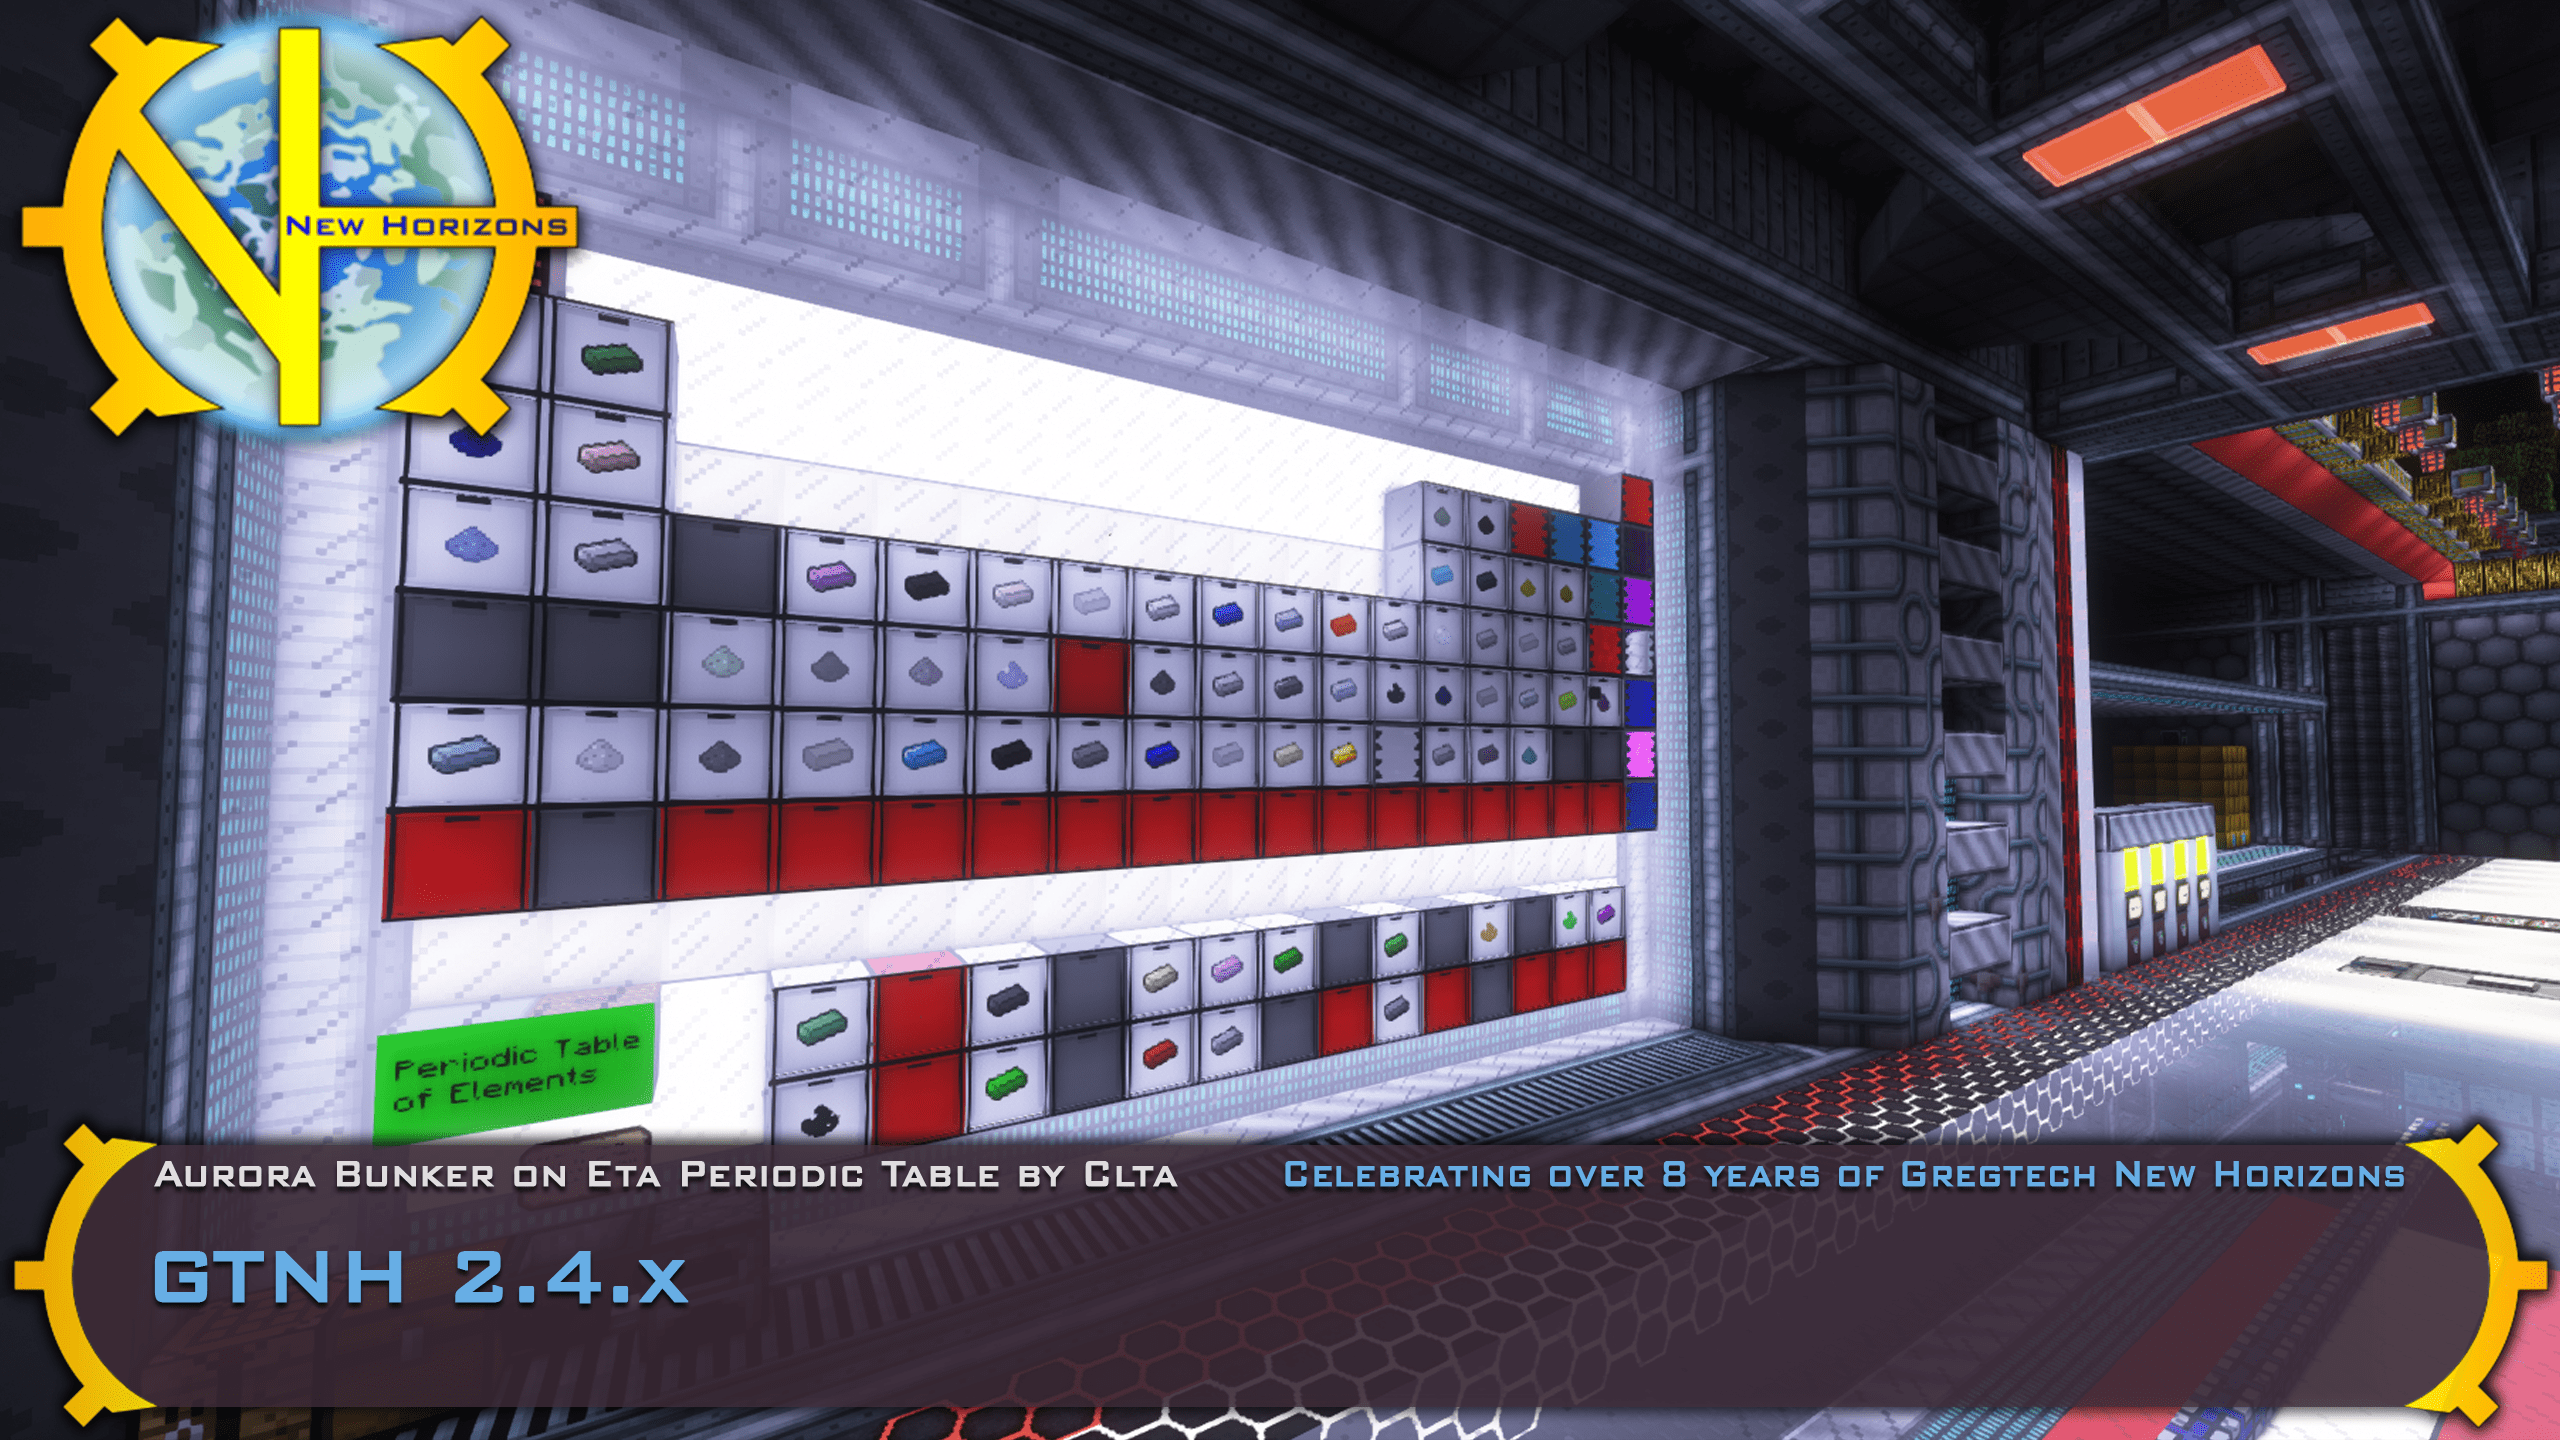 New Horizons
Periodic Table
of Elements
Aurora Bunker on Eta Periodic Table by Clta
Celebrating over 8 years of Gregtech New Horizons
GTNH 2.4.x